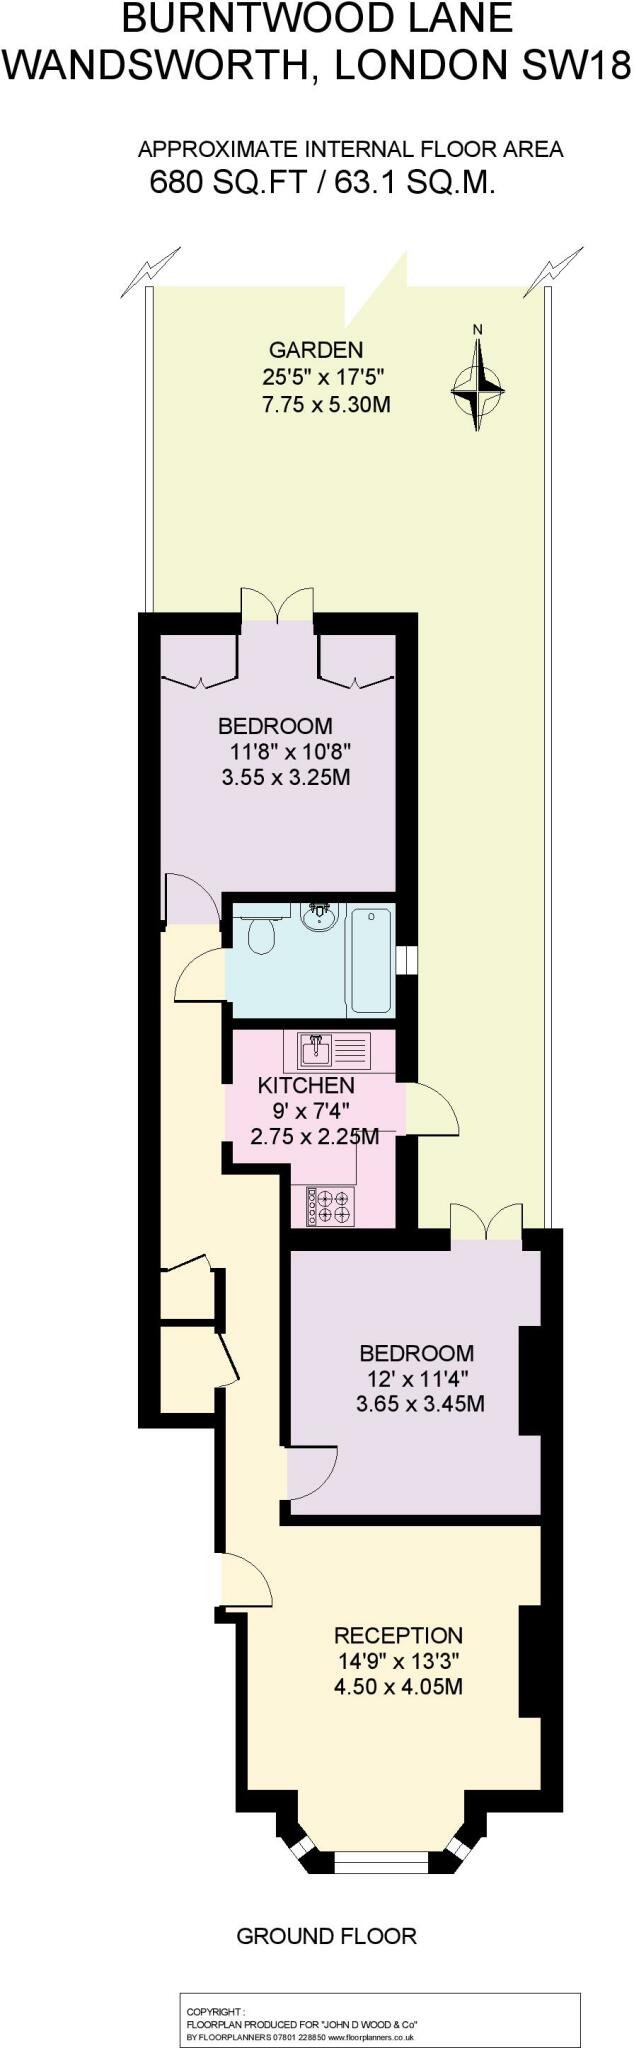 BURNTWOOD LANE
WANDSWORTH, LONDON SW18
APPROXIMATE INTERNAL FLOOR AREA
680 SQ.FT / 63.1 SQ.M.
N
GARDEN
25'5" x 17'5"
7.75 x 5.30M
BEDROOM
11'8" x 10'8"
3.55 x 3.25M
KITCHEN
9' x 7'4"
2.75 x 2.25M
BEDROOM
12' x 11'4"
3.65 x 3.45M
RECEPTION
14'9" x 13'3"
4.50 x 4.05M
GROUND FLOOR
COPYRIGHT :
FLOORPLAN PRODUCED FOR "JOHN D WOOD & Co"
BY FLOORPLANNERS 07801 228850 www.floorplanners.co.uk